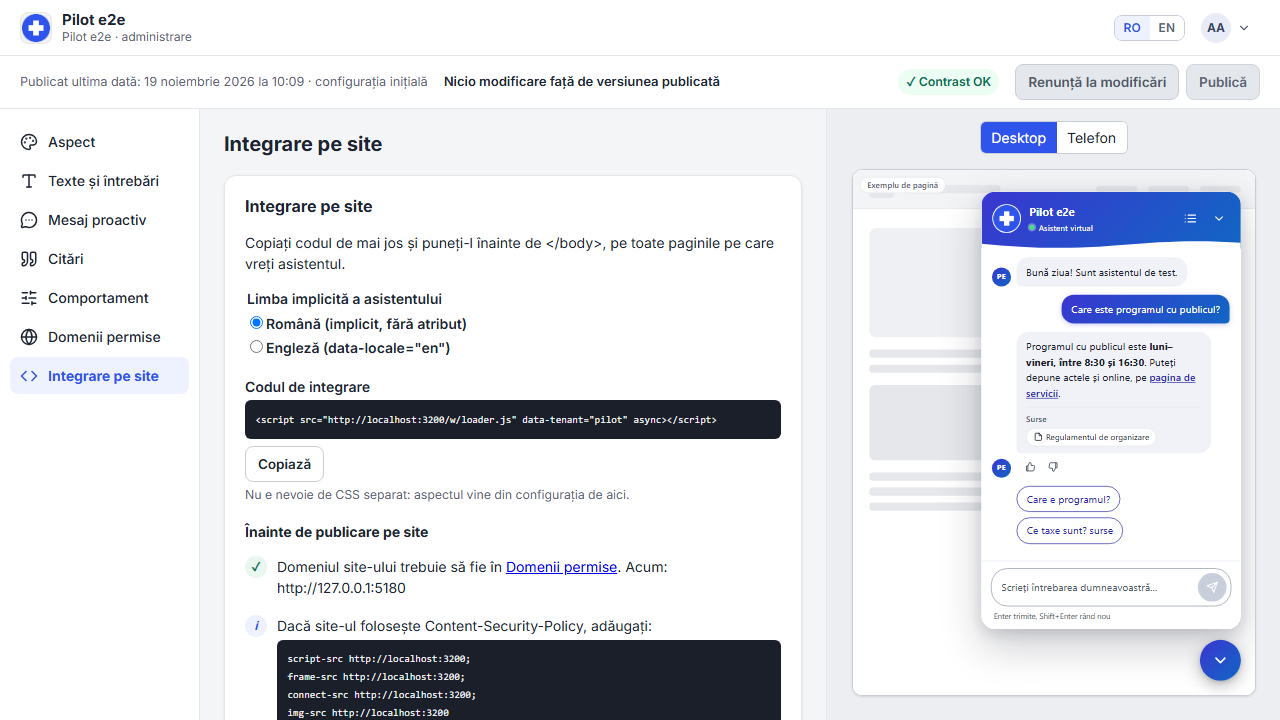 Pilot e2e
Pilot e2e · administrare
RO EN AA
Publicat ultima dată: 19 noiembrie 2026 la 10:09 · configurația inițială
Nicio modificare față de versiunea publicată
✓ Contrast OK
Renunță la modificări
Publică
Aspect
Texte și întrebări
Mesaj proactiv
Citări
Comportament
Domenii permise
Integrare pe site
Integrare pe site
Integrare pe site
Copiați codul de mai jos și puneți-l înainte de </body>, pe toate paginile pe care
vreți asistentul.
Limba implicită a asistentului
Română (implicit, fără atribut)
Engleză (data-locale="en")
Codul de integrare
<script src="http://localhost:3200/w/loader.js" data-tenant="pilot" async></script>
Copiază
Nu e nevoie de CSS separat: aspectul vine din configurația de aici.
Înainte de publicare pe site
✓ Domeniul site-ului trebuie să fie în Domenii permise. Acum:
http://127.0.0.1:5180
i Dacă site-ul folosește Content-Security-Policy, adăugați:
script-src http://localhost:3200;
frame-src http://localhost:3200;
connect-src http://localhost:3200;
img-src http://localhost:3200
Desktop Telefon
Exemplu de pagină
Pilot e2e
Asistent virtual
PE
Bună ziua! Sunt asistentul de test.
Care este programul cu publicul?
Programul cu publicul este luni–
vineri, între 8:30 și 16:30. Puteți
depune actele și online, pe pagina de
servicii.
Surse
Regulamentul de organizare
PE
Care e programul?
Ce taxe sunt? surse
Scrieți întrebarea dumneavoastră...
Enter trimite, Shift+Enter rând nou